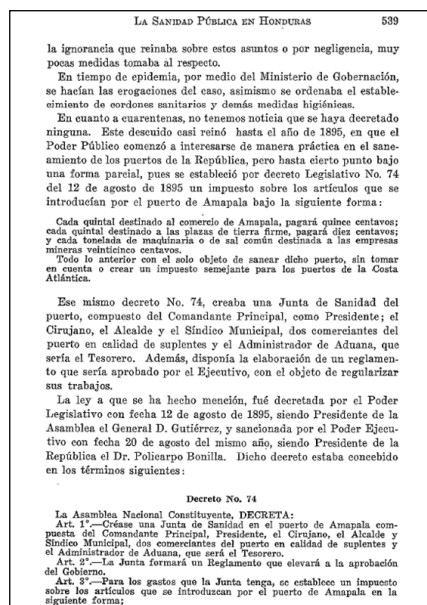 LA SANIDAD PÚBLICA EN HONDURAS 539
la ignorancia que reinaba sobre estos asuntos o por negligencia, muy
pocas medidas tomaba al respecto.
En tiempo de epidemia, por medio del Ministerio de Gobernación,
se hacían las erogaciones del caso, asimismo se ordenaba el estable-
cimiento de cordones sanitarios y demás medidas higiénicas.
En cuanto a cuarentenas, no tenemos noticia que se haya decretado
ninguna. Este descuido casi reinó hasta el año de 1895, en que el
Poder Público comenzó a interesarse de manera práctica en el sane-
amiento de los puertos de la República, pero hasta cierto punto bajo
una forma parcial, pues se estableció por decreto Legislativo No. 74
del 12 de agosto de 1895 un impuesto sobre los artículos que se
introducían por el puerto de Amapala bajo la siguiente forma:
Cada quintal destinado al comercio de Amapala, pagará quince centavos;
cada quintal destinado a las plazas de tierra firme, pagará diez centavos;
y cada tonelada de maquinaria o de sal común destinada a las empresas
mineras veinticinco centavos.
Todo lo anterior con el solo objeto de sanear dicho puerto, sin tomar
en cuenta o crear un impuesto semejante para los puertos de la Costa
Atlántica.
Ese mismo decreto No. 74, creaba una Junta de Sanidad del
puerto, compuesto del Comandante Principal, como Presidente; el
Cirujano, el Alcalde y el Síndico Municipal, dos comerciantes del
puerto en calidad de suplentes y el Administrador de Aduana, que
sería el Tesorero. Además, disponía la elaboración de un reglamen-
to que sería aprobado por el Ejecutivo, con el objeto de regularizar
sus trabajos.
La ley a que se ha hecho mención, fué decretada por el Poder
Legislativo con fecha 12 de agosto de 1895, siendo Presidente de la
Asamblea el General D. Gutiérrez, y sancionada por el Poder Ejecu-
tivo con fecha 20 de agosto del mismo año, siendo Presidente de la
República el Dr. Policarpo Bonilla. Dicho decreto estaba concebido
en los términos siguientes:
Decreto No. 74
La Asamblea Nacional Constituyente, DECRETA:
Art. 1°.—Créase una Junta de Sanidad en el puerto de Amapala com-
puesta del Comandante Principal, Presidente, el Cirujano, el Alcalde y
Síndico Municipal, dos comerciantes del puerto en calidad de suplentes y
el Administrador de Aduana, que será el Tesorero.
Art. 2°.—La Junta formará un Reglamento que elevará a la aprobación
del Gobierno.
Art. 3°.—Para los gastos que la Junta tenga, se establece un impuesto
sobre los artículos que se introduzcan por el puerto de Amapala en la
siguiente forma;